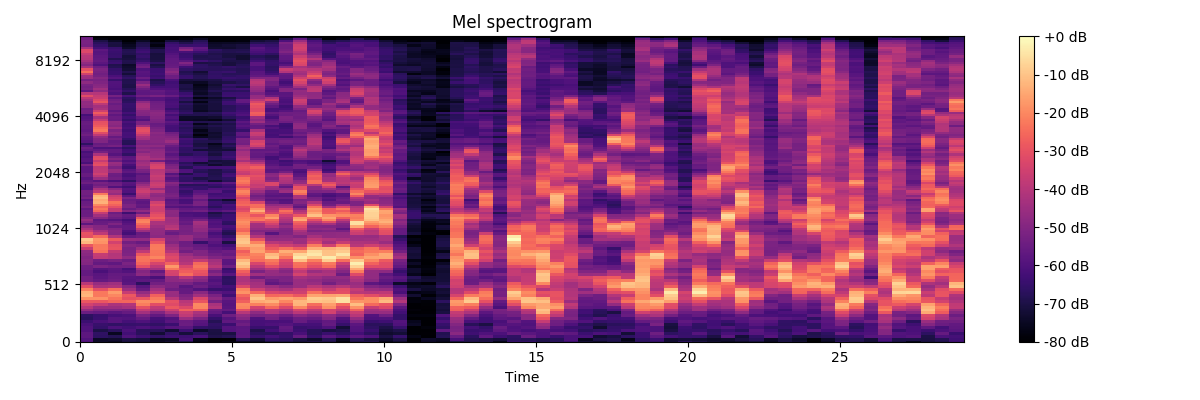 Mel spectrogram
8192
4096
2048
1024
512
0
Hz
0 5 10 15 20 25
Time
+0 dB
-10 dB
-20 dB
-30 dB
-40 dB
-50 dB
-60 dB
-70 dB
-80 dB